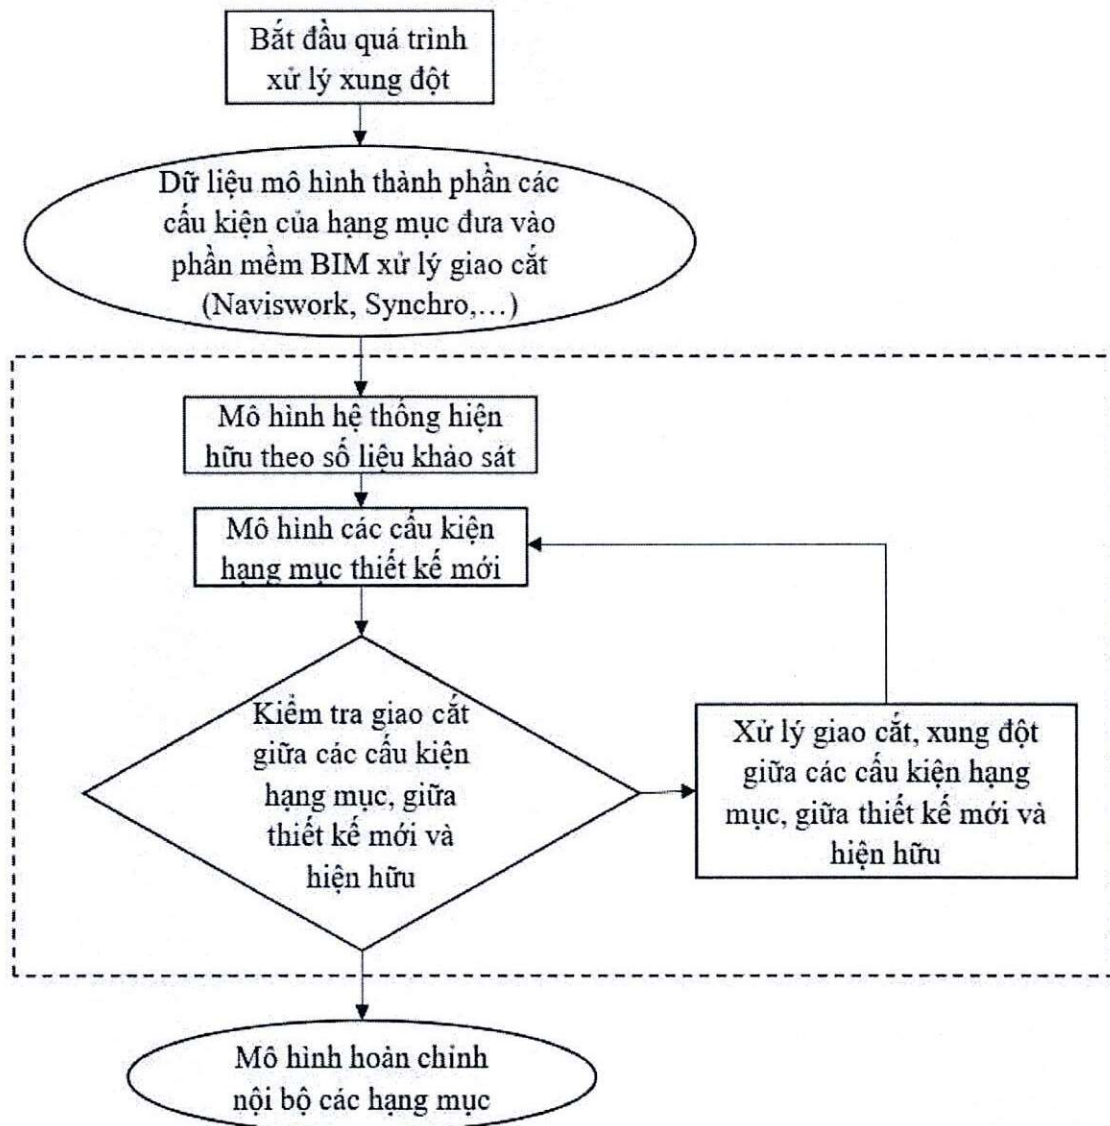 Bắt đầu quá trình
xử lý xung đột
Dữ liệu mô hình thành phần các
cấu kiện của hạng mục đưa vào
phần mềm BIM xử lý giao cắt
(Naviswork, Synchro,…)
Mô hình hệ thống hiện
hữu theo số liệu khảo sát
Mô hình các cấu kiện
hạng mục thiết kế mới
Kiểm tra giao cắt
giữa các cấu kiện
hạng mục, giữa
thiết kế mới và
hiện hữu
Xử lý giao cắt, xung đột
giữa các cấu kiện hạng
mục, giữa thiết kế mới và
hiện hữu
Mô hình hoàn chỉnh
nội bộ các hạng mục